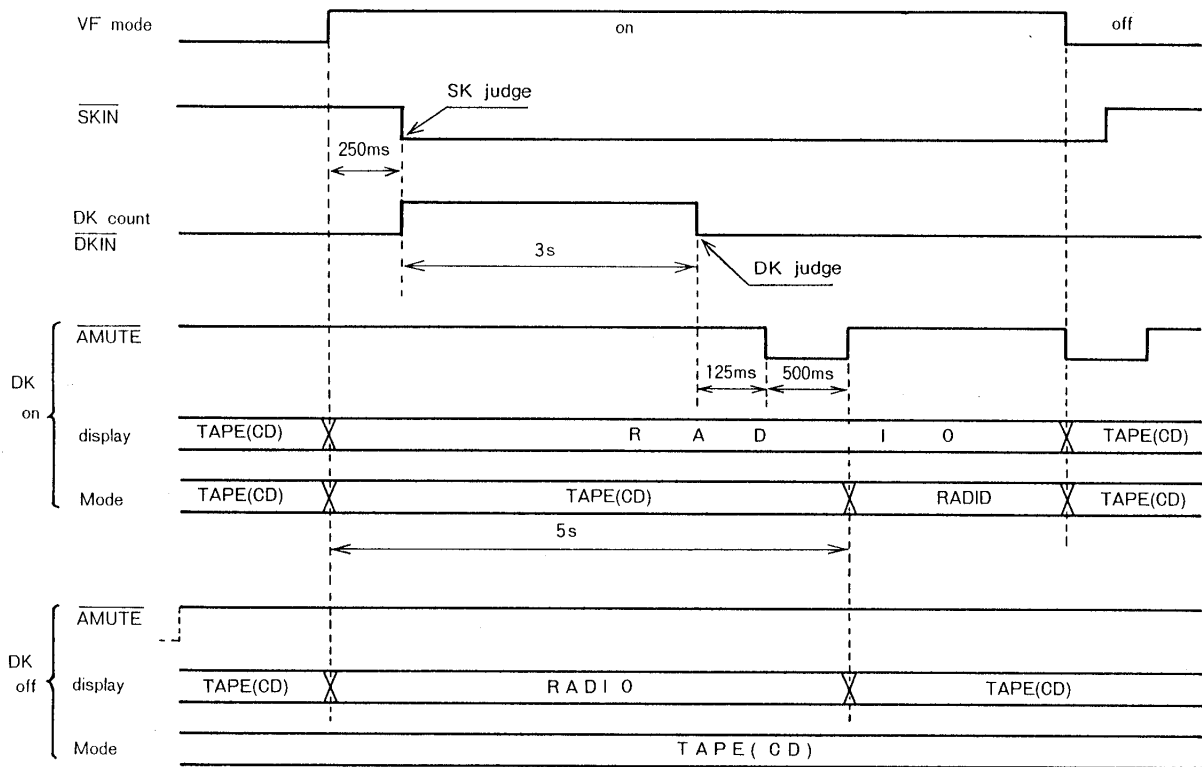 VF mode on off
SK judge
SKIN
250ms
DK count
DKIN
3s
DK judge
AMUTE
125ms 500ms
DK
on
display TAPE(CD) R A D I O TAPE(CD)
Mode TAPE(CD) TAPE(CD) RADID TAPE(CD)
5s
AMUTE
DK
off
display TAPE(CD) RADIO TAPE(CD)
Mode TAPE(CD)